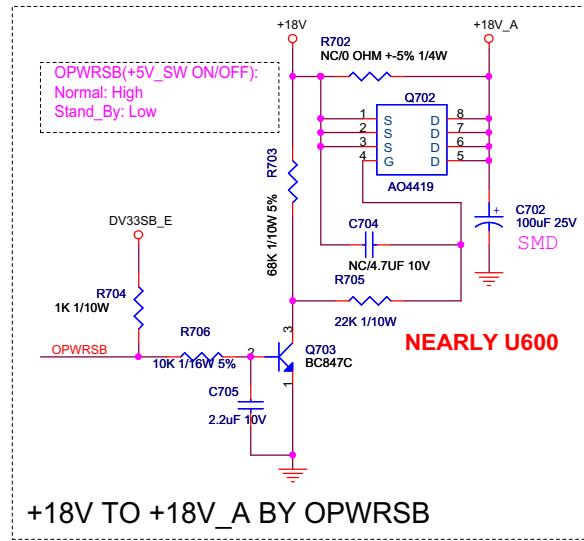 +18V
+18V_A
R702
NC/0 OHM +-5% 1/4W
OPWRSB(+5V_SW ON/OFF):
Normal: High
Stand_By: Low
Q702
1 S D 8
2 S D 7
3 S D 6
4 G D 5
AO4419
R703
68K 1/10W 5%
C702
100uF 25V
SMD
+
DV33SB_E
C704
NC/4.7UF 10V
R704
1K 1/10W
R705
22K 1/10W
R706
10K 1/16W 5%
OPWRSB
2
3
1
Q703
BC847C
NEARLY U600
C705
2.2uF 10V
+18V TO +18V_A BY OPWRSB